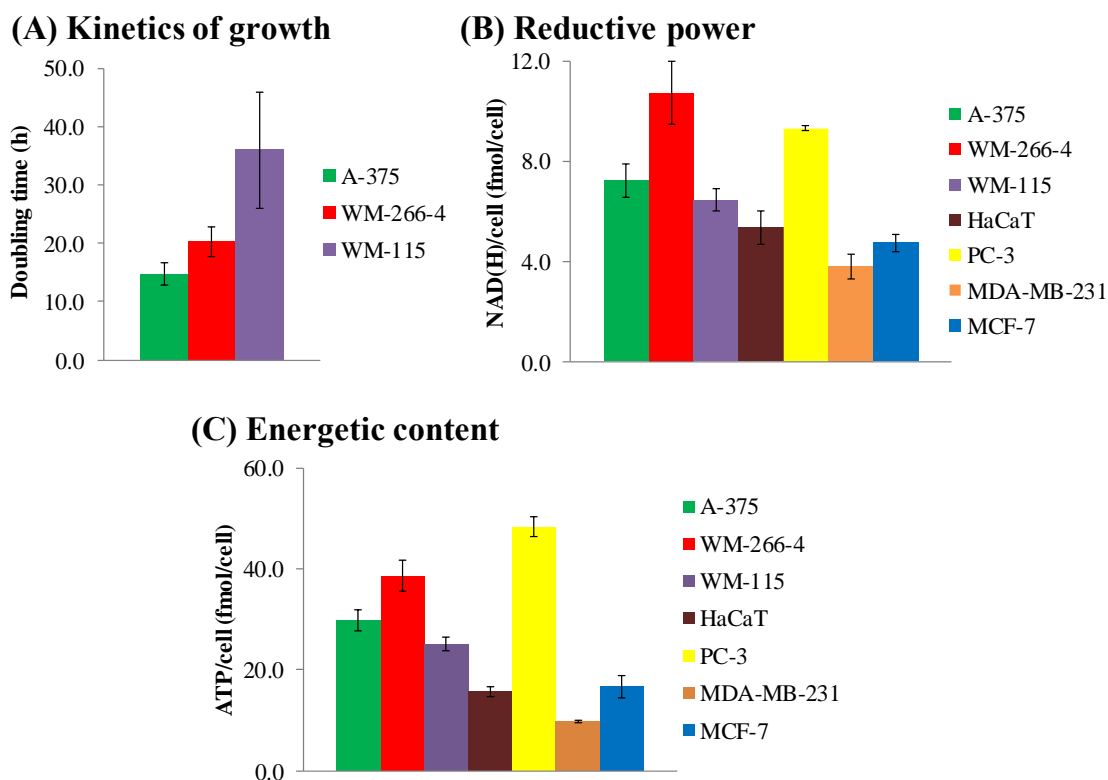 (A) Kinetics of growth
50.0
40.0
30.0
20.0
10.0
0.0
Doubling time (h)
A-375
WM-266-4
WM-115
(B) Reductive power
12.0
8.0
4.0
0.0
NAD(H)/cell (fmol/cell)
A-375
WM-266-4
WM-115
HaCaT
PC-3
MDA-MB-231
MCF-7
(C) Energetic content
60.0
40.0
20.0
0.0
ATP/cell (fmol/cell)
A-375
WM-266-4
WM-115
HaCaT
PC-3
MDA-MB-231
MCF-7